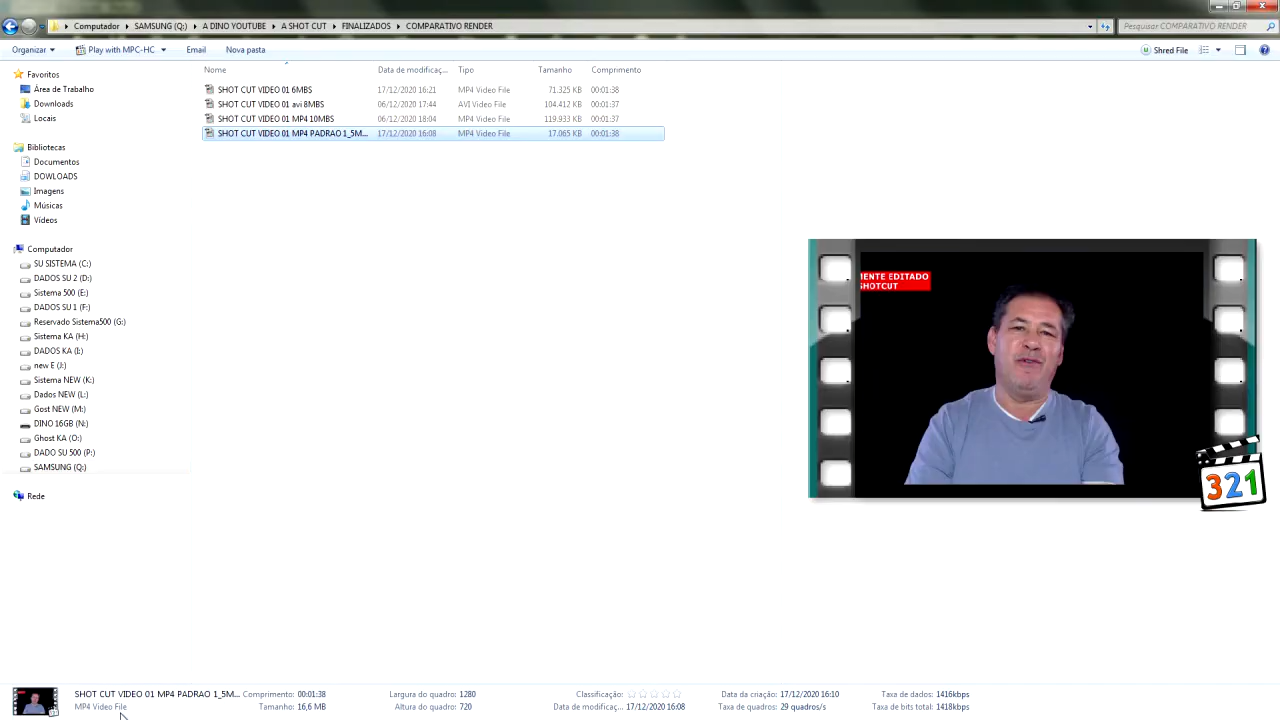 Computador ▸ SAMSUNG (Q:) ▸ A DINO YOUTUBE ▸ A SHOT CUT ▸ FINALIZADOS ▸ COMPARATIVO RENDER
Pesquisar COMPARATIVO RENDER
Organizar ▾ Play with MPC-HC ▾ Email Nova pasta Shred File
Favoritos
Área de Trabalho
Downloads
Locais
Bibliotecas
Documentos
DOWLOADS
Imagens
Músicas
Vídeos
Computador
SU SISTEMA (C:)
DADOS SU 2 (D:)
Sistema 500 (E:)
DADOS SU 1 (F:)
Reservado Sistema500 (G:)
Sistema KA (H:)
DADOS KA (I:)
new E (J:)
Sistema NEW (K:)
Dados NEW (L:)
Gost NEW (M:)
DINO 16GB (N:)
Ghost KA (O:)
DADO SU 500 (P:)
SAMSUNG (Q:)
Rede
Nome Data de modificaç... Tipo Tamanho Comprimento
SHOT CUT VIDEO 01 6MBS 17/12/2020 16:21 MP4 Video File 71.325 KB 00:01:38
SHOT CUT VIDEO 01 avi 8MBS 06/12/2020 17:44 AVI Video File 104.412 KB 00:01:37
SHOT CUT VIDEO 01 MP4 10MBS 06/12/2020 18:04 MP4 Video File 119.933 KB 00:01:37
SHOT CUT VIDEO 01 MP4 PADRAO 1_5M... 17/12/2020 16:08 MP4 Video File 17.065 KB 00:01:38
MENTE EDITADO
SHOTCUT
321
SHOT CUT VIDEO 01 MP4 PADRAO 1_5M... Comprimento: 00:01:38 Largura do quadro: 1280 Classificação: Data da criação: 17/12/2020 16:10 Taxa de dados: 1416kbps
MP4 Video File Tamanho: 16,6 MB Altura do quadro: 720 Data de modificaç... 17/12/2020 16:08 Taxa de quadros: 29 quadros/s Taxa de bits total: 1418kbps